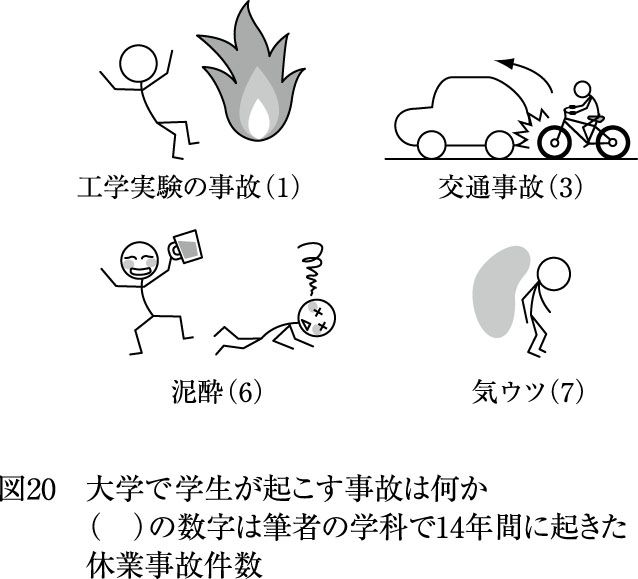 工学実験の事故(1)
交通事故(3)
泥酔(6)
気ウツ(7)
図20　大学で学生が起こす事故は何か
(　)の数字は筆者の学科で14年間に起きた
休業事故件数